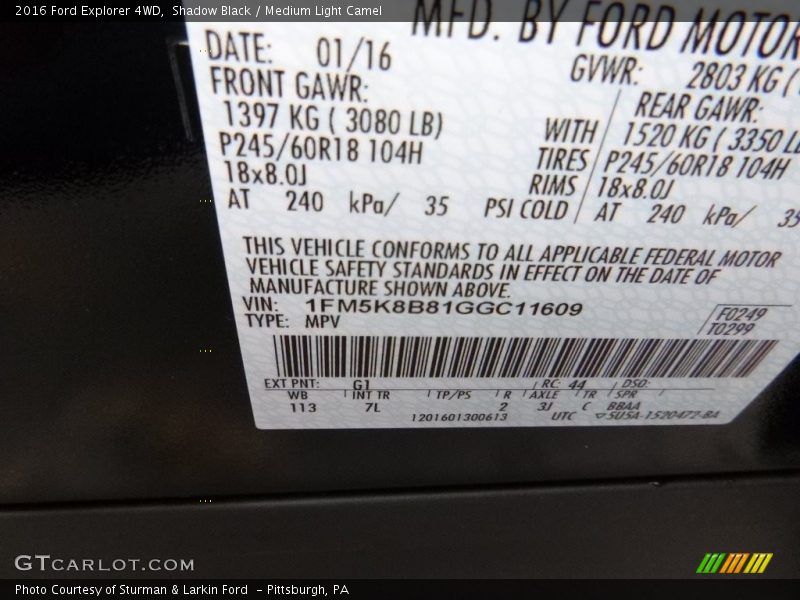 2016 Ford Explorer 4WD, Shadow Black / Medium Light Camel
MFD. BY FORD MOTOR
DATE: 01/16 GVWR: 2803 KG (
FRONT GAWR: REAR GAWR:
1397 KG ( 3080 LB) WITH 1520 KG ( 3350 LB
P245/60R18 104H TIRES P245/60R18 104H
18x8.0J RIMS 18x8.0J
AT 240 kPa/ 35 PSI COLD AT 240 kPa/ 35
THIS VEHICLE CONFORMS TO ALL APPLICABLE FEDERAL MOTOR
VEHICLE SAFETY STANDARDS IN EFFECT ON THE DATE OF
MANUFACTURE SHOWN ABOVE.
VIN: 1FM5K8B81GGC11609 F0249
TYPE: MPV T0299
EXT PNT: G1 RC: 44 DSO:
WB INT TR TP/PS R AXLE TR SPR
113 7L 2 3J C BBAA
1201601300613 UTC ▽SU5A-1520472-BA
GTCARLOT.COM
Photo Courtesy of Sturman & Larkin Ford - Pittsburgh, PA